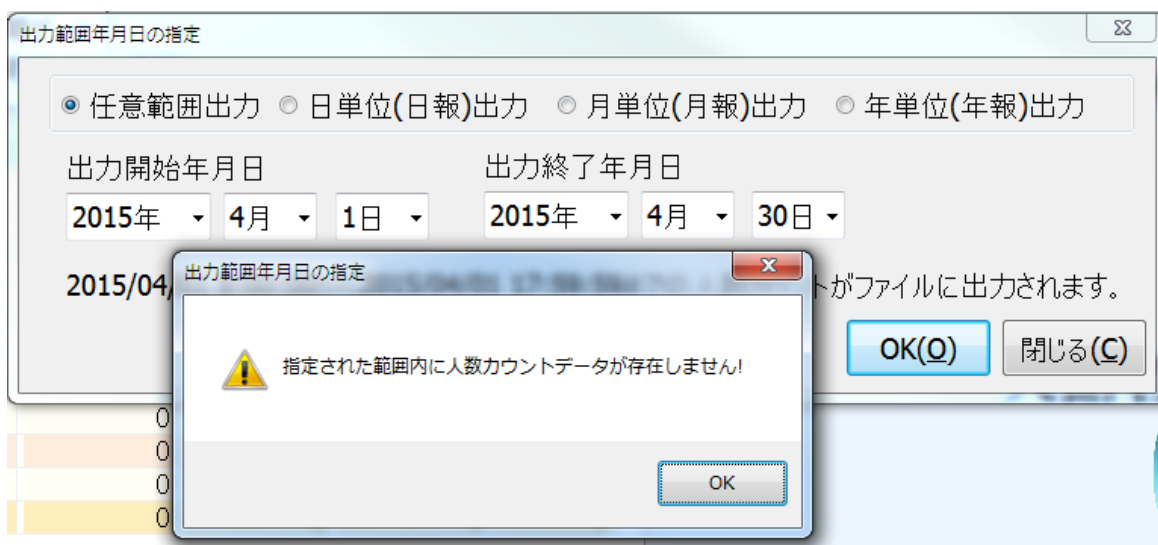 出力範囲年月日の指定
任意範囲出力 日単位(日報)出力 月単位(月報)出力 年単位(年報)出力
出力開始年月日 出力終了年月日
2015年 4月 1日 2015年 4月 30日
出力範囲年月日の指定
2015/04/ トがファイルに出力されます。
指定された範囲内に人数カウントデータが存在しません!
OK(O) 閉じる(C)
OK
0
0
0
0